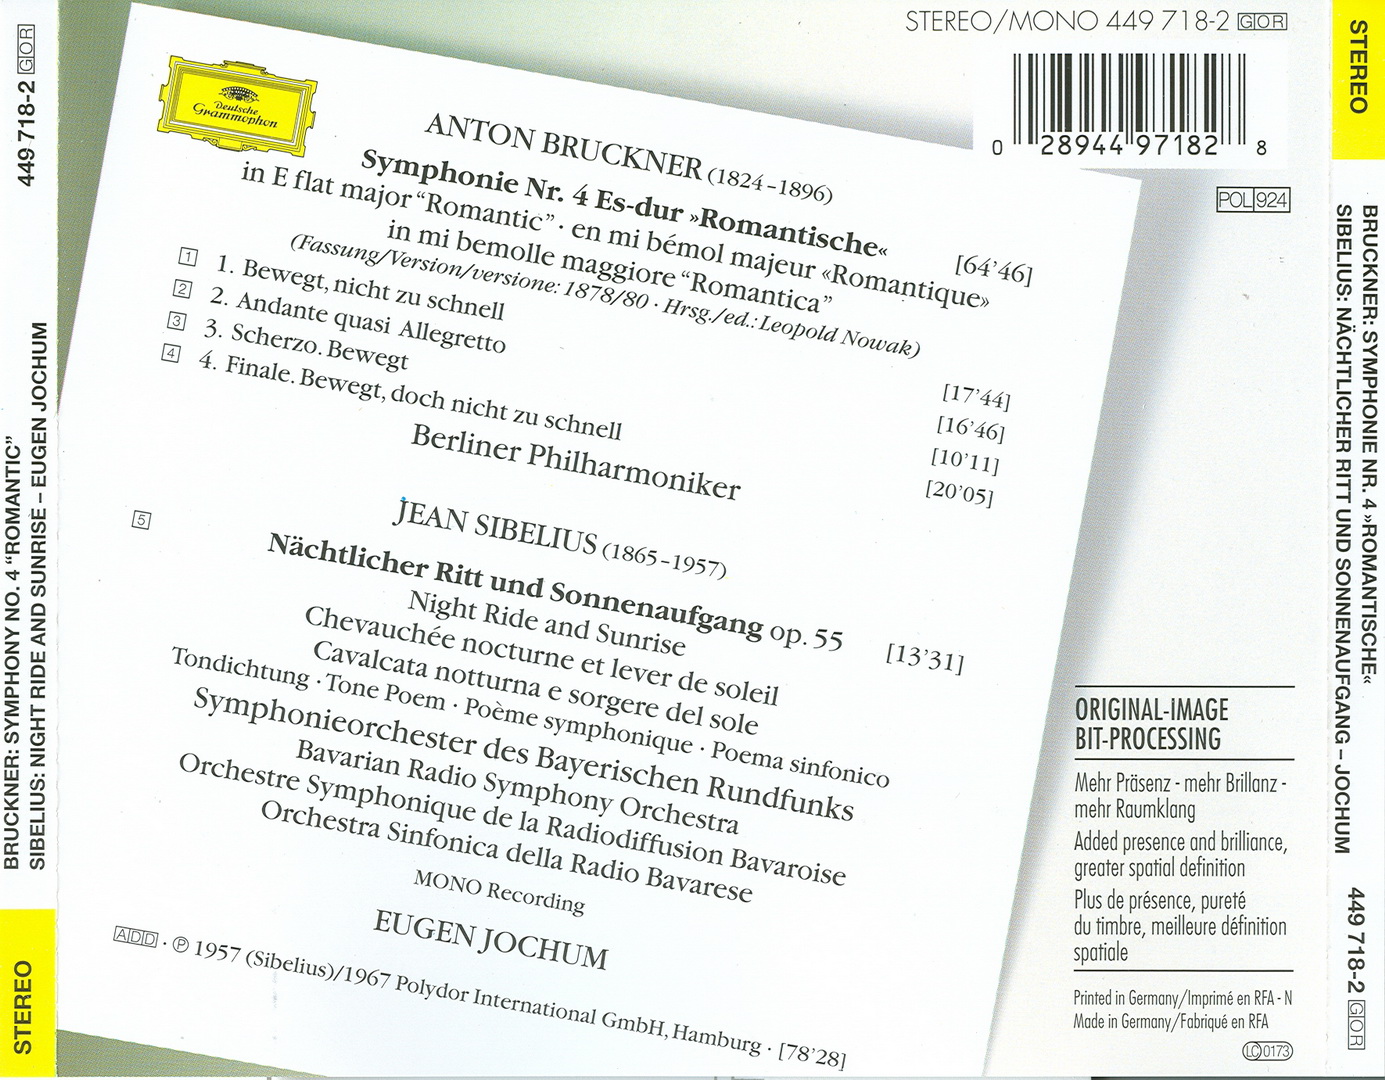 STEREO/MONO 449 718-2 GOR
0 28944 97182 8
POL 924
Deutsche
Grammophon
ANTON BRUCKNER (1824–1896)
Symphonie Nr. 4 Es-dur »Romantische« [64'46]
in E flat major “Romantic” · en mi bémol majeur «Romantique»
in mi bemolle maggiore “Romantica”
(Fassung/Version/versione: 1878/80 · Hrsg./ed.: Leopold Nowak)
1 1. Bewegt, nicht zu schnell [17'44]
2 2. Andante quasi Allegretto [16'46]
3 3. Scherzo. Bewegt [10'11]
4 4. Finale. Bewegt, doch nicht zu schnell [20'05]
Berliner Philharmoniker
JEAN SIBELIUS (1865–1957)
5 Nächtlicher Ritt und Sonnenaufgang op. 55 [13'31]
Night Ride and Sunrise
Chevauchée nocturne et lever de soleil
Cavalcata notturna e sorgere del sole
Tondichtung · Tone Poem · Poème symphonique · Poema sinfonico
Symphonieorchester des Bayerischen Rundfunks
Bavarian Radio Symphony Orchestra
Orchestre Symphonique de la Radiodiffusion Bavaroise
Orchestra Sinfonica della Radio Bavarese
MONO Recording
EUGEN JOCHUM
ADD · ℗ 1957 (Sibelius)/1967 Polydor International GmbH, Hamburg · [78'28]
ORIGINAL-IMAGE
BIT-PROCESSING
Mehr Präsenz - mehr Brillanz -
mehr Raumklang
Added presence and brilliance,
greater spatial definition
Plus de présence, pureté
du timbre, meilleure définition
spatiale
Printed in Germany/Imprimé en RFA - N
Made in Germany/Fabriqué en RFA
LC 0173
STEREO
BRUCKNER: SYMPHONY NO. 4 “ROMANTIC”
SIBELIUS: NIGHT RIDE AND SUNRISE – EUGEN JOCHUM
449 718-2 GOR
STEREO
BRUCKNER: SYMPHONIE NR. 4 »ROMANTISCHE«
SIBELIUS: NÄCHTLICHER RITT UND SONNENAUFGANG – JOCHUM
449 718-2 GOR